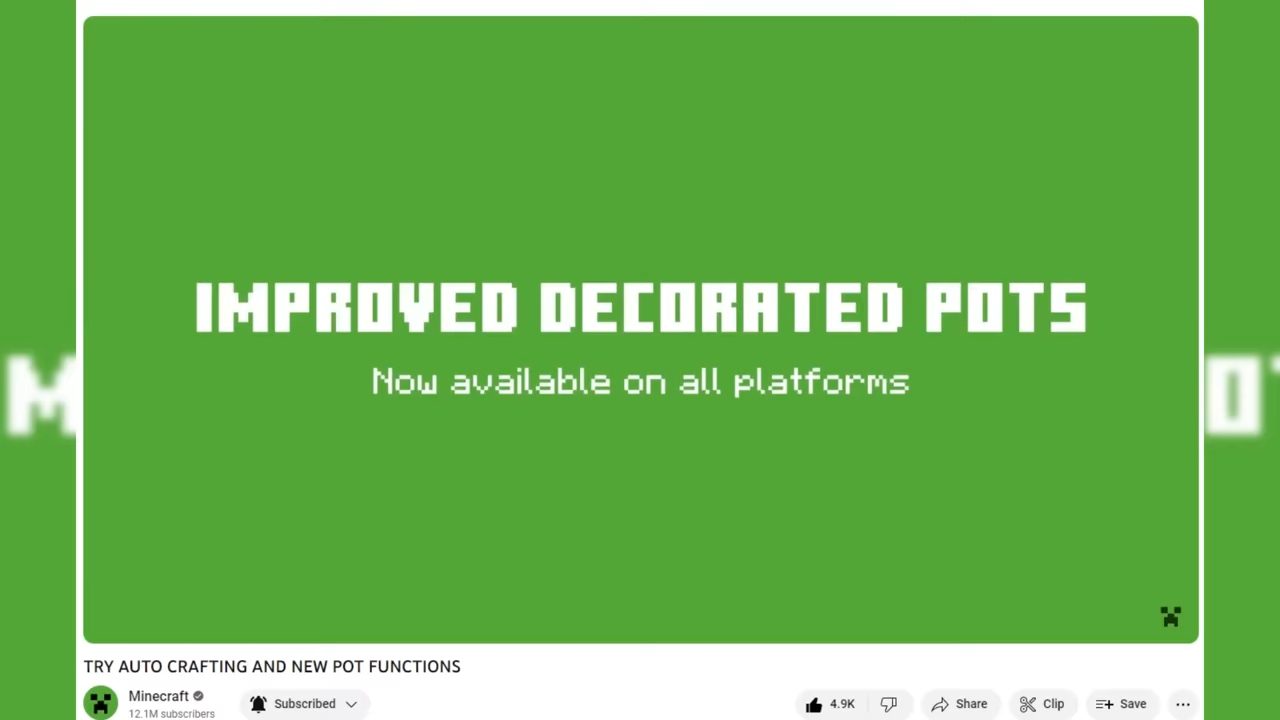 IMPROVED DECORATED POTS
Now available on all platforms
TRY AUTO CRAFTING AND NEW POT FUNCTIONS
Minecraft
12.1M subscribers
Subscribed
4.9K
Share
Clip
Save